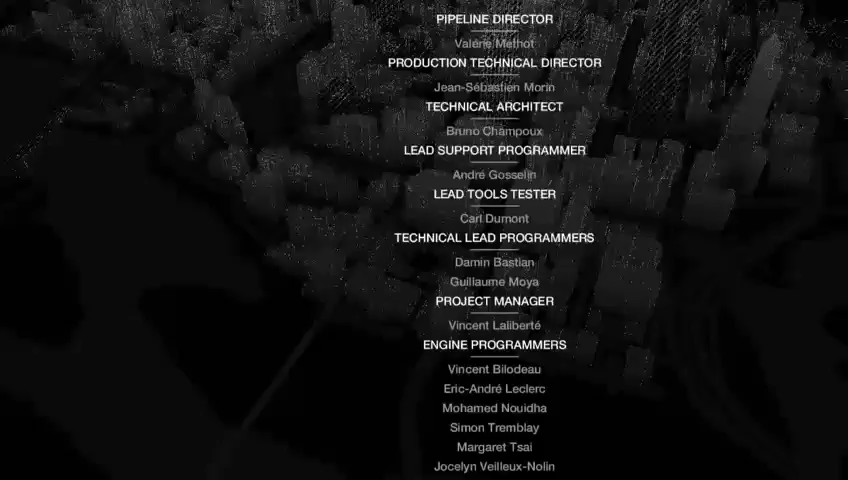 PIPELINE DIRECTOR
Valérie Méthot
PRODUCTION TECHNICAL DIRECTOR
Jean-Sébastien Morin
TECHNICAL ARCHITECT
Bruno Champoux
LEAD SUPPORT PROGRAMMER
André Gosselin
LEAD TOOLS TESTER
Carl Dumont
TECHNICAL LEAD PROGRAMMERS
Damin Bastian
Guillaume Moya
PROJECT MANAGER
Vincent Laliberté
ENGINE PROGRAMMERS
Vincent Bilodeau
Eric-André Leclerc
Mohamed Nouidha
Simon Tremblay
Margaret Tsai
Jocelyn Veilleux-Nolin